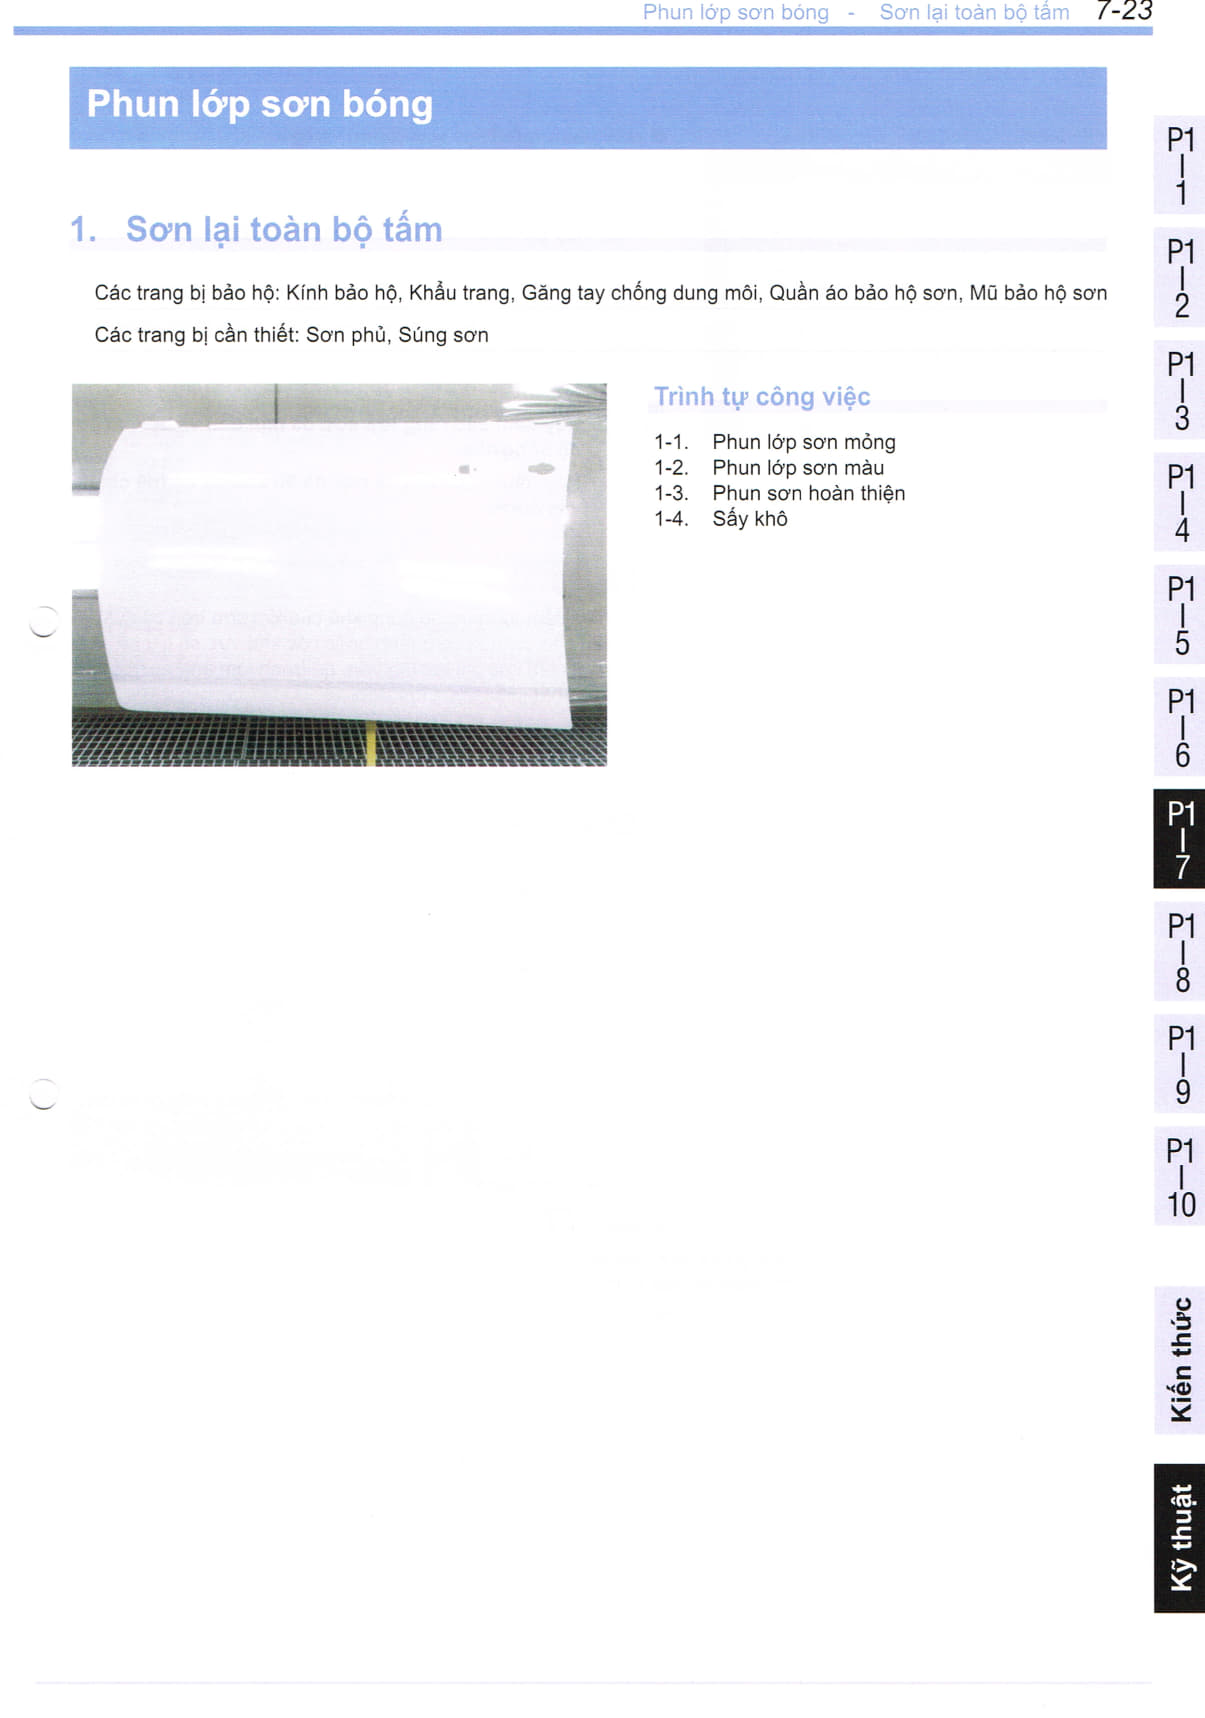 Phun lớp sơn bóng - Sơn lại toàn bộ tấm 7-23
Phun lớp sơn bóng
1. Sơn lại toàn bộ tấm
Các trang bị bảo hộ: Kính bảo hộ, Khẩu trang, Găng tay chống dung môi, Quần áo bảo hộ sơn, Mũ bảo hộ sơn
Các trang bị cần thiết: Sơn phủ, Súng sơn
Trình tự công việc
1-1. Phun lớp sơn mỏng
1-2. Phun lớp sơn màu
1-3. Phun sơn hoàn thiện
1-4. Sấy khô
P1
1
P1
2
P1
3
P1
4
P1
5
P1
6
P1
7
P1
8
P1
9
P1
10
Kiến thức
Kỹ thuật